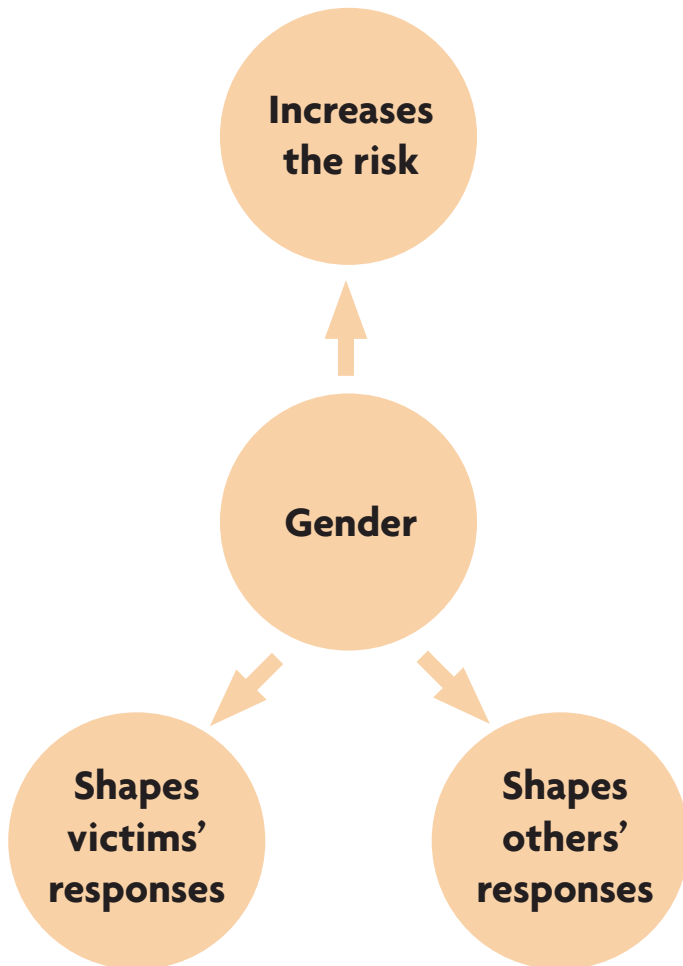 Increases
the risk
Gender
Shapes
victims’
responses
Shapes
others’
responses